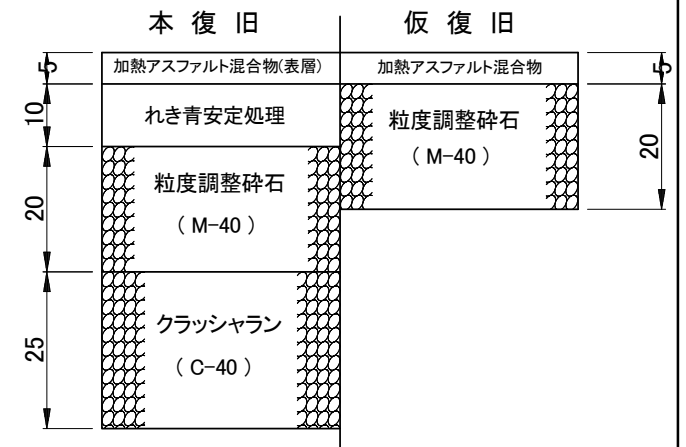 本復旧
仮復旧
5
加熱アスファルト混合物(表層)
加熱アスファルト混合物
5
10
れき青安定処理
粒度調整砕石
(M-40)
20
20
粒度調整砕石
(M-40)
25
クラッシャラン
(C-40)